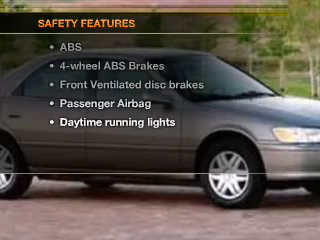 SAFETY FEATURES
• ABS
• 4-wheel ABS Brakes
• Front Ventilated disc brakes
• Passenger Airbag
• Daytime running lights